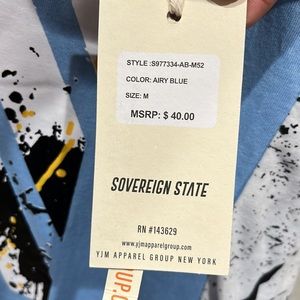 STYLE :S977334-AB-M52
COLOR: AIRY BLUE
SIZE: M
MSRP: $ 40.00
SOVEREIGN STATE
RN #143629
www.yjmapparelgroup.com
YJM APPAREL GROUP NEW YORK